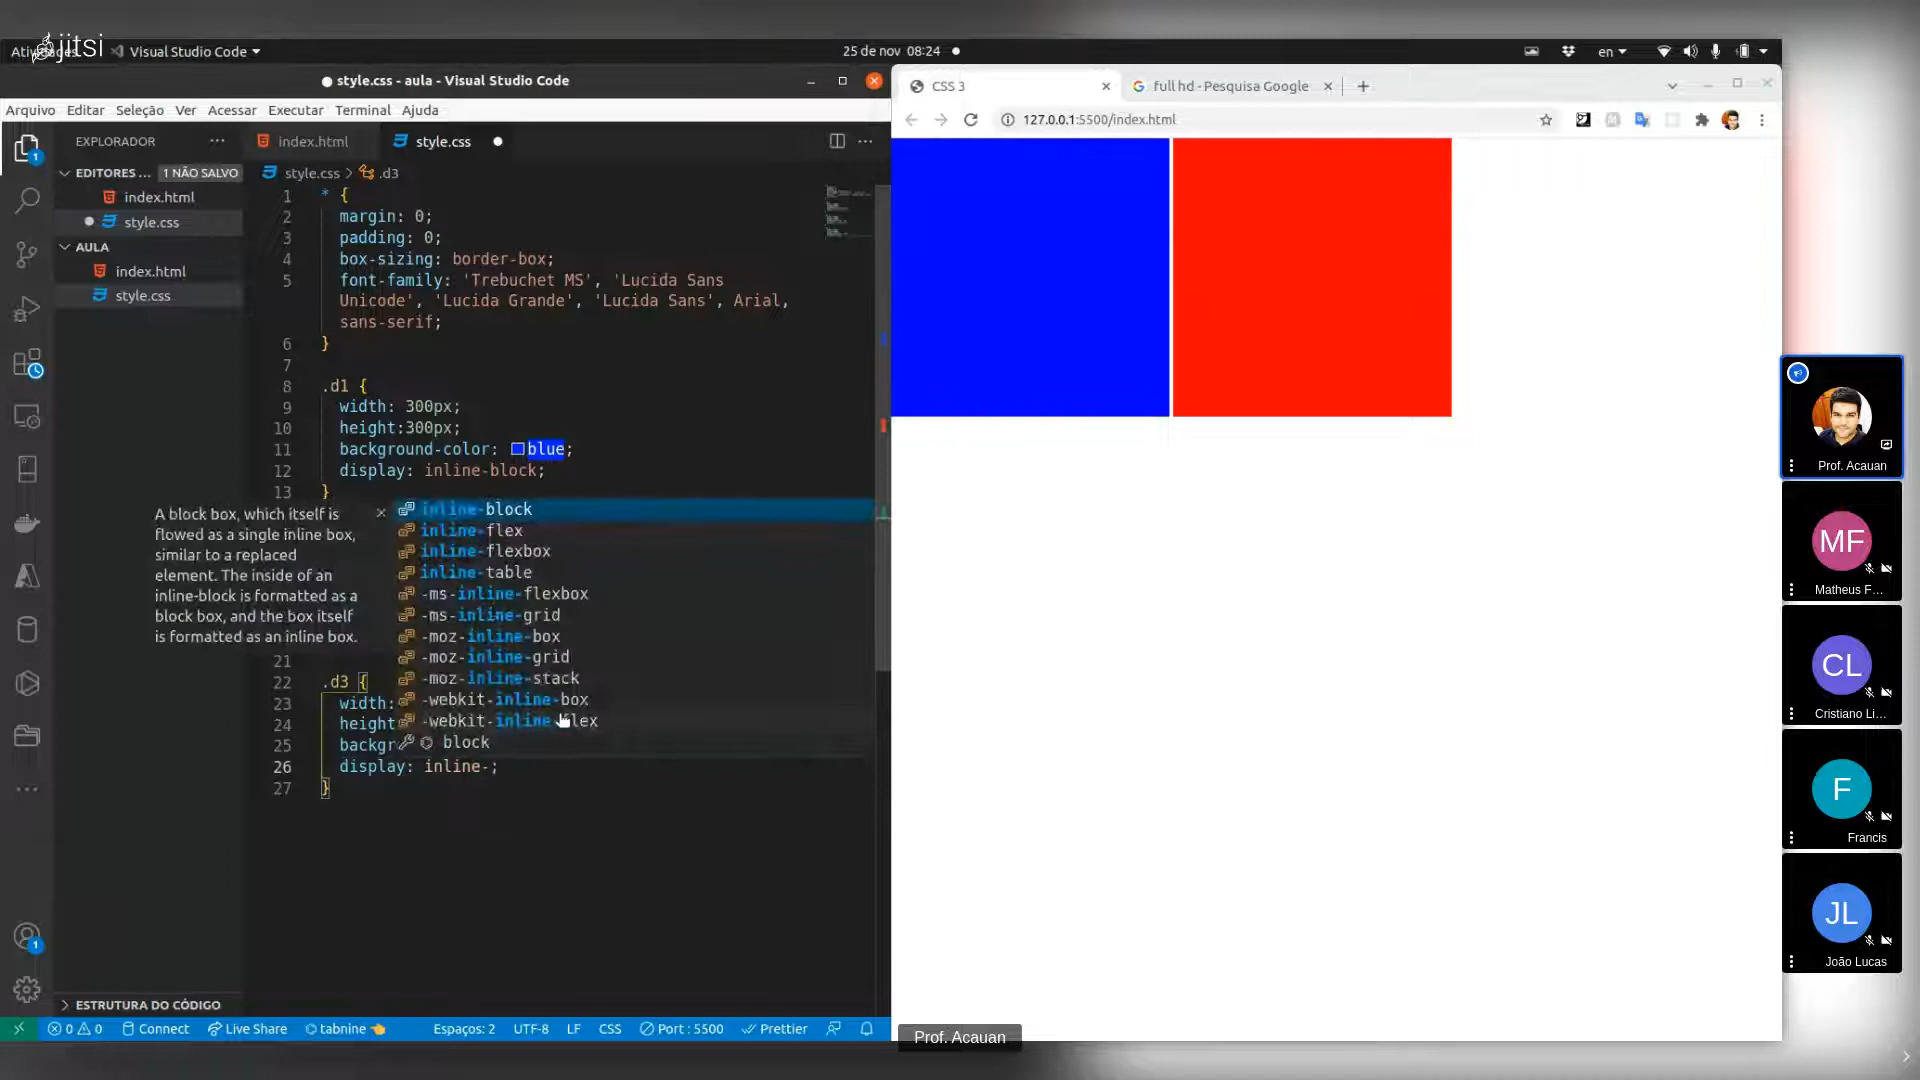 jitsi
Visual Studio Code
25 de nov 08:24
en
style.css - aula - Visual Studio Code
Arquivo Editar Seleção Ver Acessar Executar Terminal Ajuda
EXPLORADOR
EDITORES ... 1 NÃO SALVO
index.html
style.css
AULA
index.html
style.css
ESTRUTURA DO CÓDIGO
index.html
style.css
style.css > .d3
1 * {
2 margin: 0;
3 padding: 0;
4 box-sizing: border-box;
5 font-family: 'Trebuchet MS', 'Lucida Sans
Unicode', 'Lucida Grande', 'Lucida Sans', Arial,
sans-serif;
6 }
7
8 .d1 {
9 width: 300px;
10 height:300px;
11 background-color: blue;
12 display: inline-block;
13 }
A block box, which itself is
flowed as a single inline box,
similar to a replaced
element. The inside of an
inline-block is formatted as a
block box, and the box itself
is formatted as an inline box.
inline-block
inline-flex
inline-flexbox
inline-table
-ms-inline-flexbox
-ms-inline-grid
-moz-inline-box
-moz-inline-grid
-moz-inline-stack
-webkit-inline-box
-webkit-inline-flex
block
21
22 .d3 {
23 width:
24 height
25 backgr
26 display: inline-;
27 }
0 0 Connect Live Share tabnine Espaços: 2 UTF-8 LF CSS Port : 5500 Prettier
CSS 3
full hd - Pesquisa Google
127.0.0.1:5500/index.html
Prof. Acauan
Prof. Acauan
MF
Matheus F...
CL
Cristiano Li...
F
Francis
JL
João Lucas
1
1